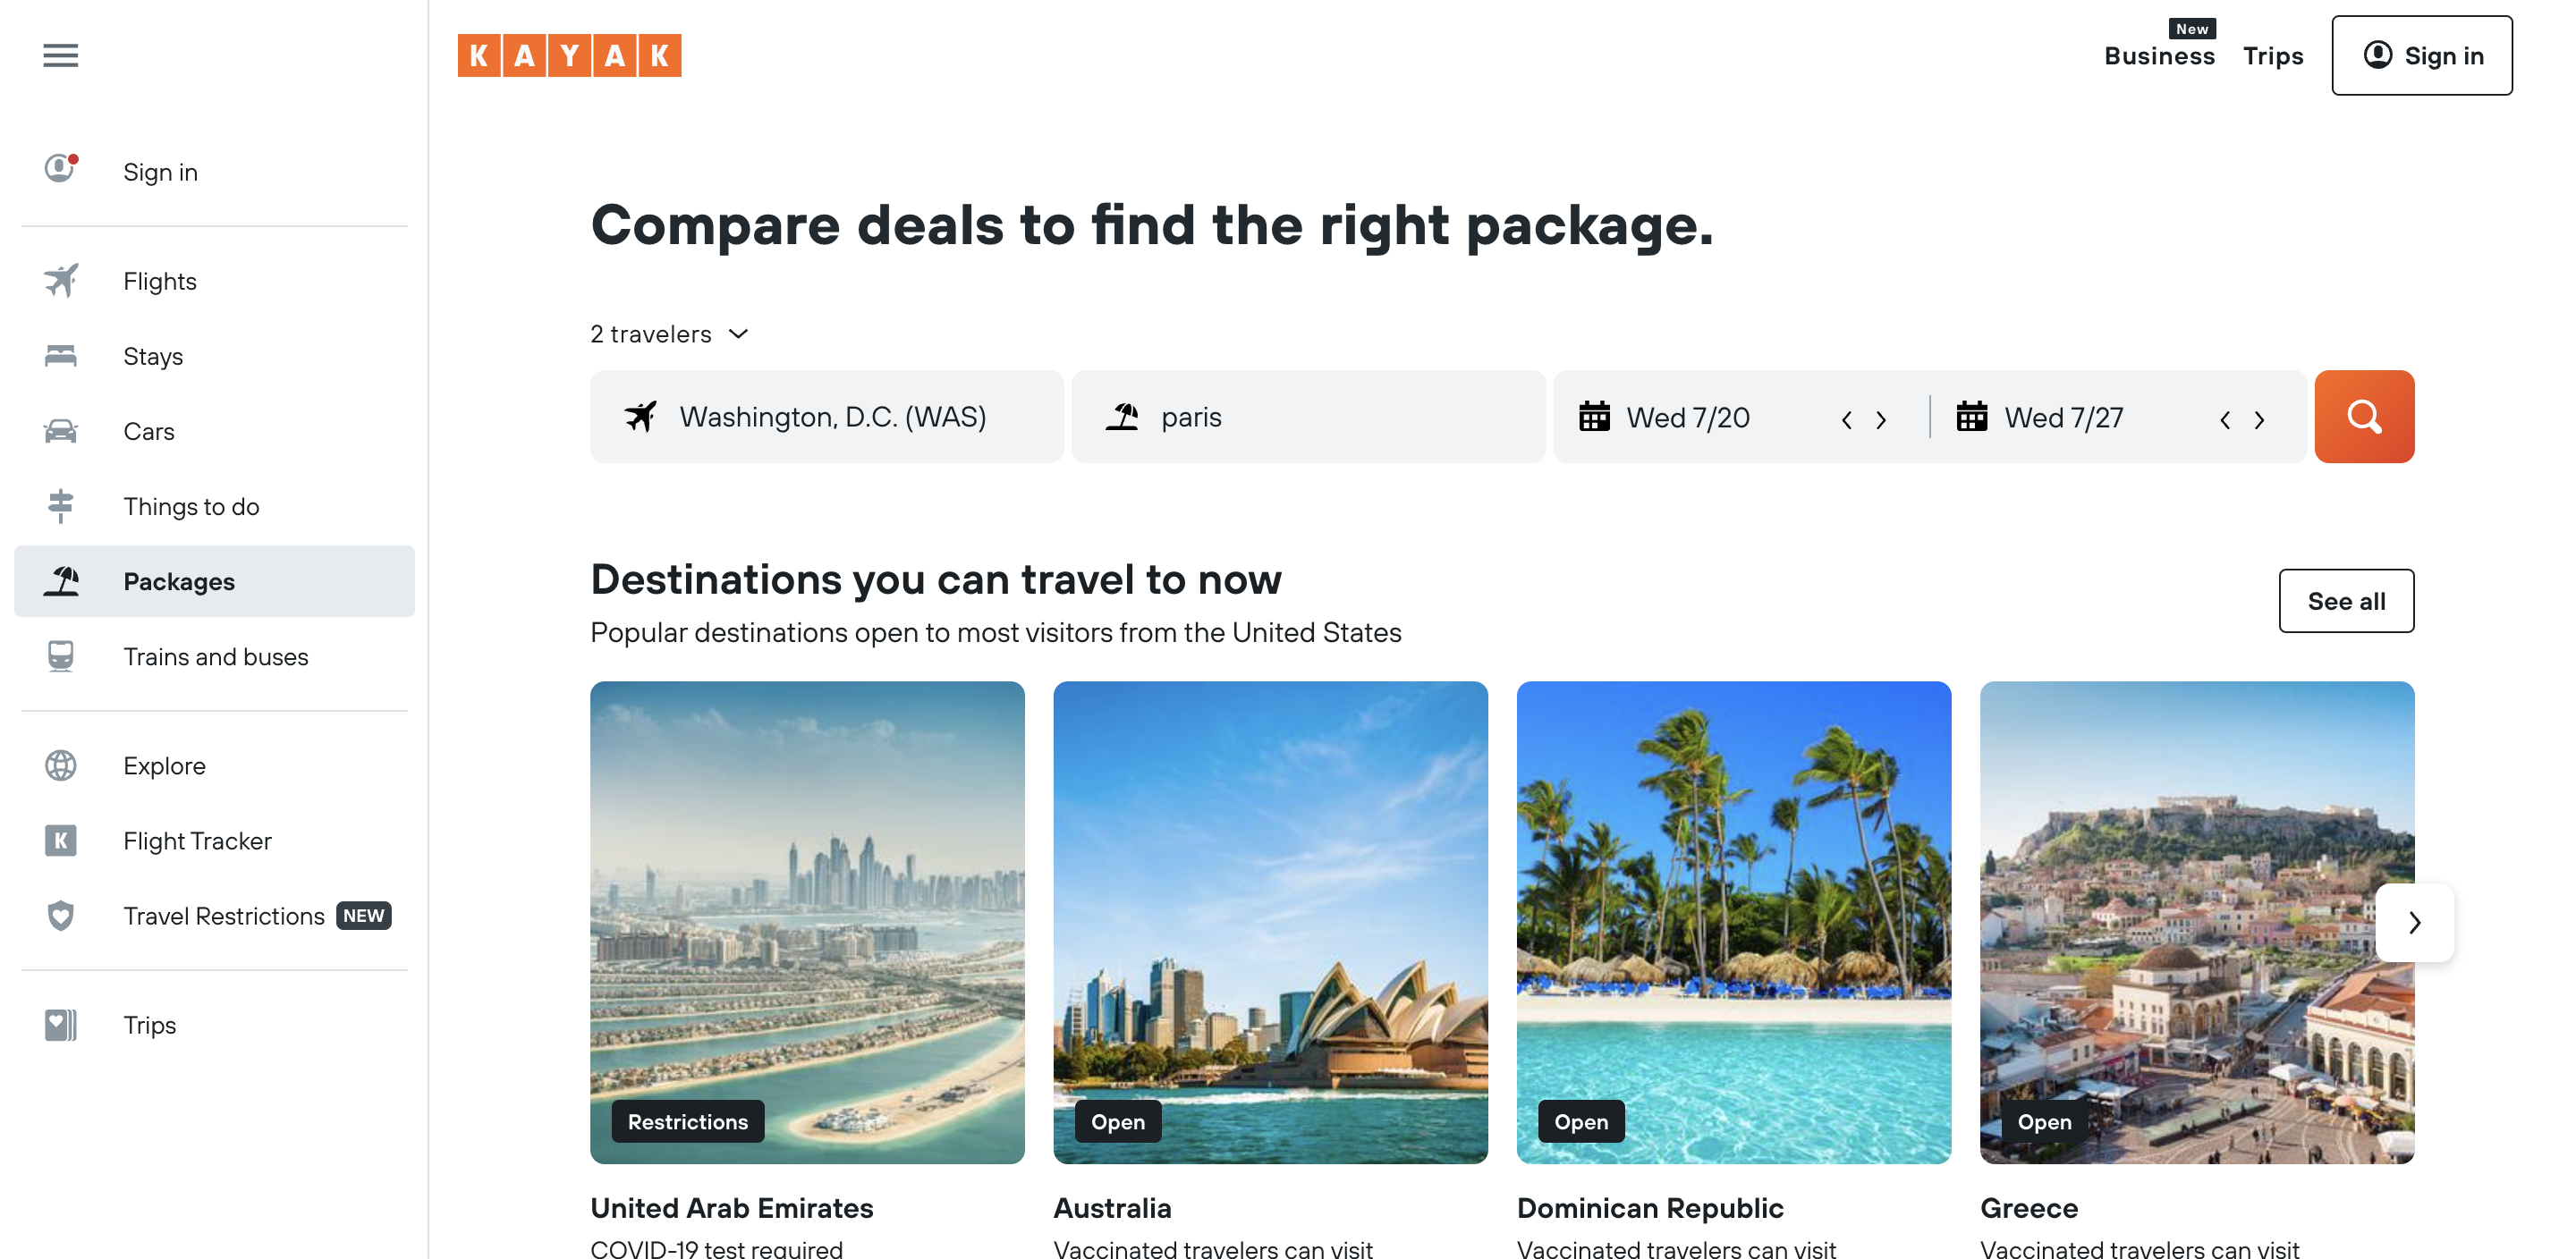 KAYAK
New
Business
Trips
Sign in
Sign in
Flights
Stays
Cars
Things to do
Packages
Trains and buses
Explore
K
Flight Tracker
Travel Restrictions NEW
Trips
Compare deals to find the right package.
2 travelers
Washington, D.C. (WAS)
paris
Wed 7/20
Wed 7/27
Destinations you can travel to now
See all
Popular destinations open to most visitors from the United States
Restrictions
Open
Open
Open
United Arab Emirates
COVID-19 test required
Australia
Vaccinated travelers can visit
Dominican Republic
Vaccinated travelers can visit
Greece
Vaccinated travelers can visit